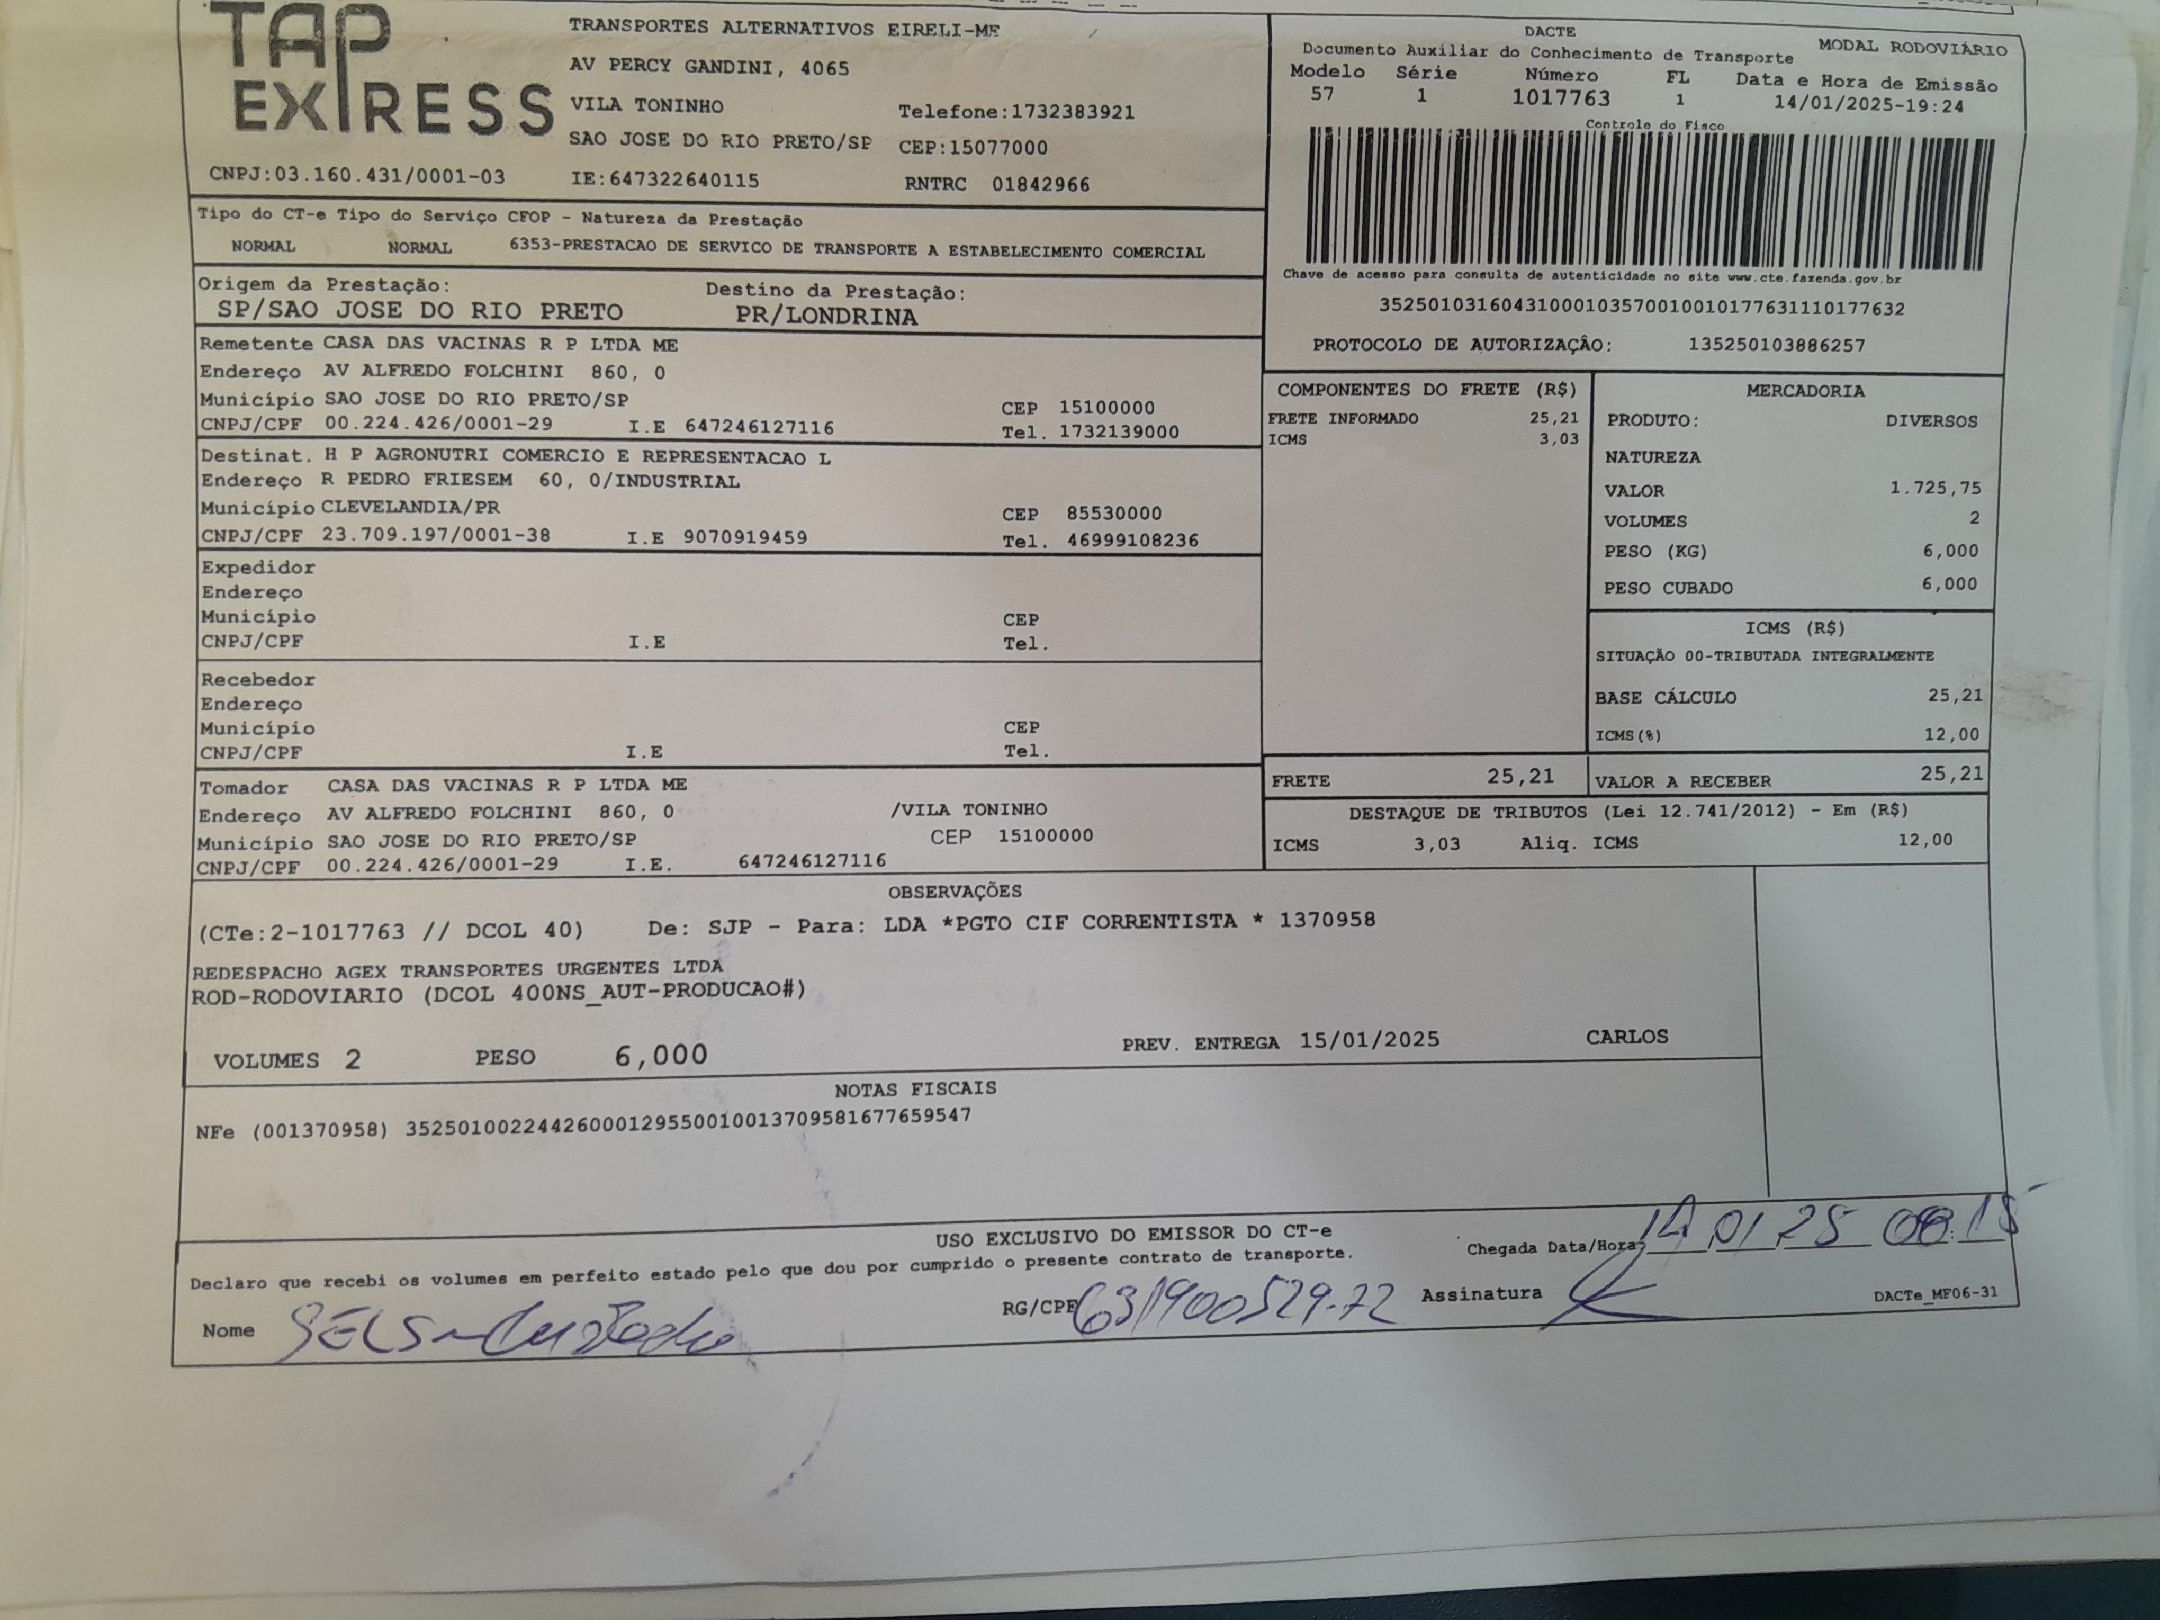 TAP EXPRESS
TRANSPORTES ALTERNATIVOS EIRELI-ME
AV PERCY GANDINI, 4065
VILA TONINHO Telefone:1732383921
SAO JOSE DO RIO PRETO/SP CEP:15077000
CNPJ:03.160.431/0001-03 IE:647322640115 RNTRC 01842966
DACTE
Documento Auxiliar do Conhecimento de Transporte MODAL RODOVIÁRIO
Modelo Série Número FL Data e Hora de Emissão
57 1 1017763 1 14/01/2025-19:24
Controle do Fisco
Chave de acesso para consulta de autenticidade no site www.cte.fazenda.gov.br
35250103160431000103570010010177631110177632
PROTOCOLO DE AUTORIZAÇÂO: 135250103886257
Tipo do CT-e Tipo do Serviço CFOP - Natureza da Prestação
NORMAL NORMAL 6353-PRESTACAO DE SERVICO DE TRANSPORTE A ESTABELECIMENTO COMERCIAL
Origem da Prestação: Destino da Prestação:
SP/SAO JOSE DO RIO PRETO PR/LONDRINA
Remetente CASA DAS VACINAS R P LTDA ME
Endereço AV ALFREDO FOLCHINI 860, 0
Município SAO JOSE DO RIO PRETO/SP CEP 15100000
CNPJ/CPF 00.224.426/0001-29 I.E 647246127116 Tel. 1732139000
Destinat. H P AGRONUTRI COMERCIO E REPRESENTACAO L
Endereço R PEDRO FRIESEM 60, 0/INDUSTRIAL
Município CLEVELANDIA/PR CEP 85530000
CNPJ/CPF 23.709.197/0001-38 I.E 9070919459 Tel. 46999108236
Expedidor
Endereço
Município CEP
CNPJ/CPF I.E Tel.
Recebedor
Endereço
Município CEP
CNPJ/CPF I.E Tel.
Tomador CASA DAS VACINAS R P LTDA ME
Endereço AV ALFREDO FOLCHINI 860, 0 /VILA TONINHO
Município SAO JOSE DO RIO PRETO/SP CEP 15100000
CNPJ/CPF 00.224.426/0001-29 I.E. 647246127116
COMPONENTES DO FRETE (R$)
FRETE INFORMADO 25,21
ICMS 3,03
MERCADORIA
PRODUTO: DIVERSOS
NATUREZA
VALOR 1.725,75
VOLUMES 2
PESO (KG) 6,000
PESO CUBADO 6,000
ICMS (R$)
SITUAÇÃO 00-TRIBUTADA INTEGRALMENTE
BASE CÁLCULO 25,21
ICMS(%) 12,00
FRETE 25,21 VALOR A RECEBER 25,21
DESTAQUE DE TRIBUTOS (Lei 12.741/2012) - Em (R$)
ICMS 3,03 Aliq. ICMS 12,00
OBSERVAÇÕES
(CTe:2-1017763 // DCOL 40) De: SJP - Para: LDA *PGTO CIF CORRENTISTA * 1370958
REDESPACHO AGEX TRANSPORTES URGENTES LTDA
ROD-RODOVIARIO (DCOL 400NS_AUT-PRODUCAO#)
VOLUMES 2 PESO 6,000 PREV. ENTREGA 15/01/2025 CARLOS
NOTAS FISCAIS
NFe (001370958) 35250100224426000129550010013709581677659547
USO EXCLUSIVO DO EMISSOR DO CT-e
Declaro que recebi os volumes em perfeito estado pelo que dou por cumprido o presente contrato de transporte.
Chegada Data/Hora 14 01 25 08:15
Nome RG/CPF 631900529-72 Assinatura
DACTe_MF06-31